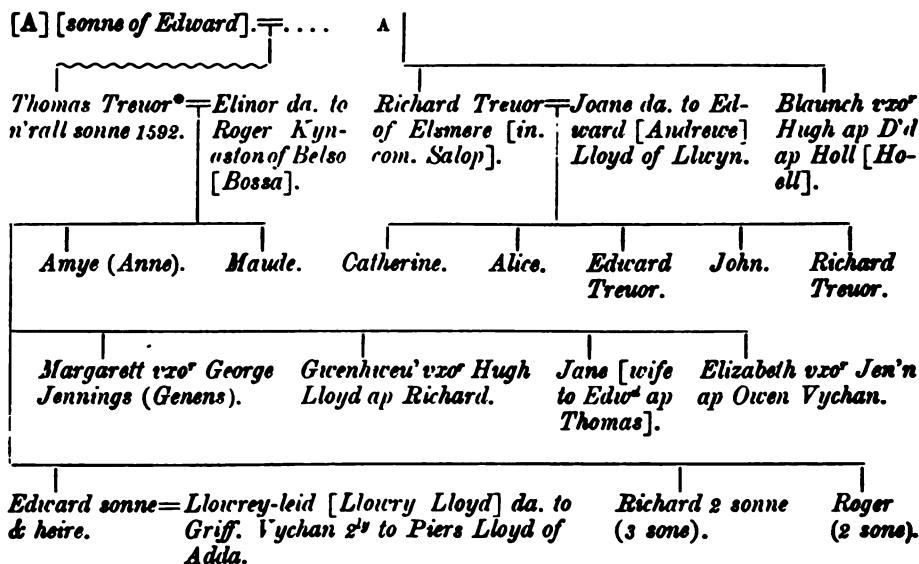 [A] [sonne of Edward]. .... A
Thomas Treuor* Elinor da. to Richard Treuor Joane da. to Ed- Blaunch vxoʳ
n'rall sonne 1592. Roger Kyn- of Elsmere [in. ward [Andrewe] Hugh ap D'd
aston of Belso com. Salop]. Lloyd of Llwyn. ap Holl [Ho-
[Bossa]. ell].
Amye (Anne). Maude. Catherine. Alice. Edward John. Richard
Treuor. Treuor.
Margarett vxoʳ George Gwenhweu' vxoʳ Hugh Jane [wife Elizabeth vxoʳ Jen'n
Jennings (Genens). Lloyd ap Richard. to Edwᵈ ap ap Owen Vychan.
Thomas].
Edward sonne = Llowrey-leid [Llowry Lloyd] da. to Richard 2 sonne Roger
& heire. Griff. Vychan 2ˡʸ to Piers Lloyd of (3 sone). (2 sone).
Adda.